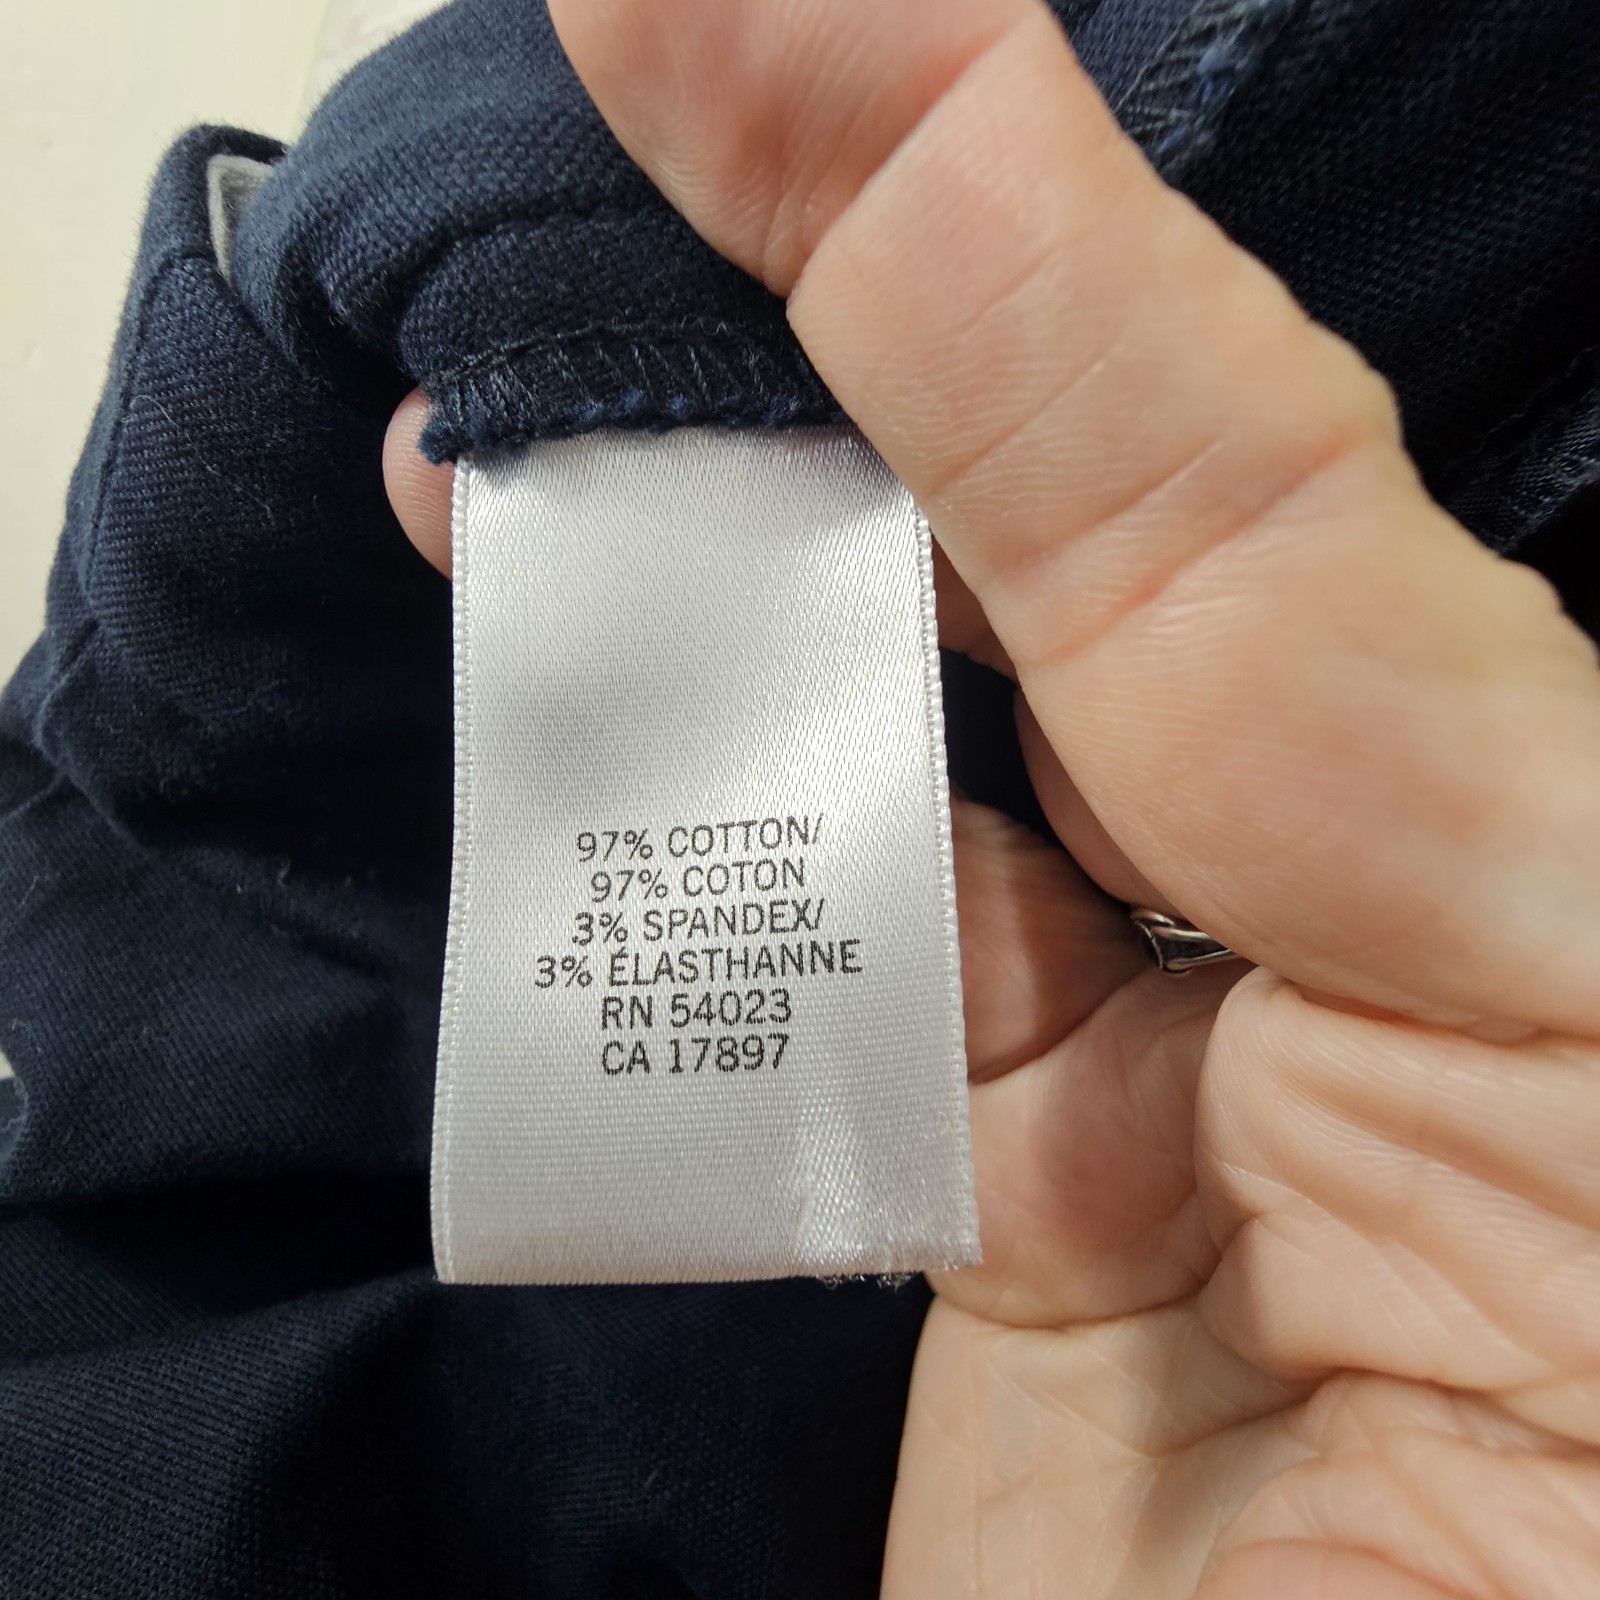 97% COTTON/
97% COTON
3% SPANDEX/
3% ÉLASTHANNE
RN 54023
CA 17897